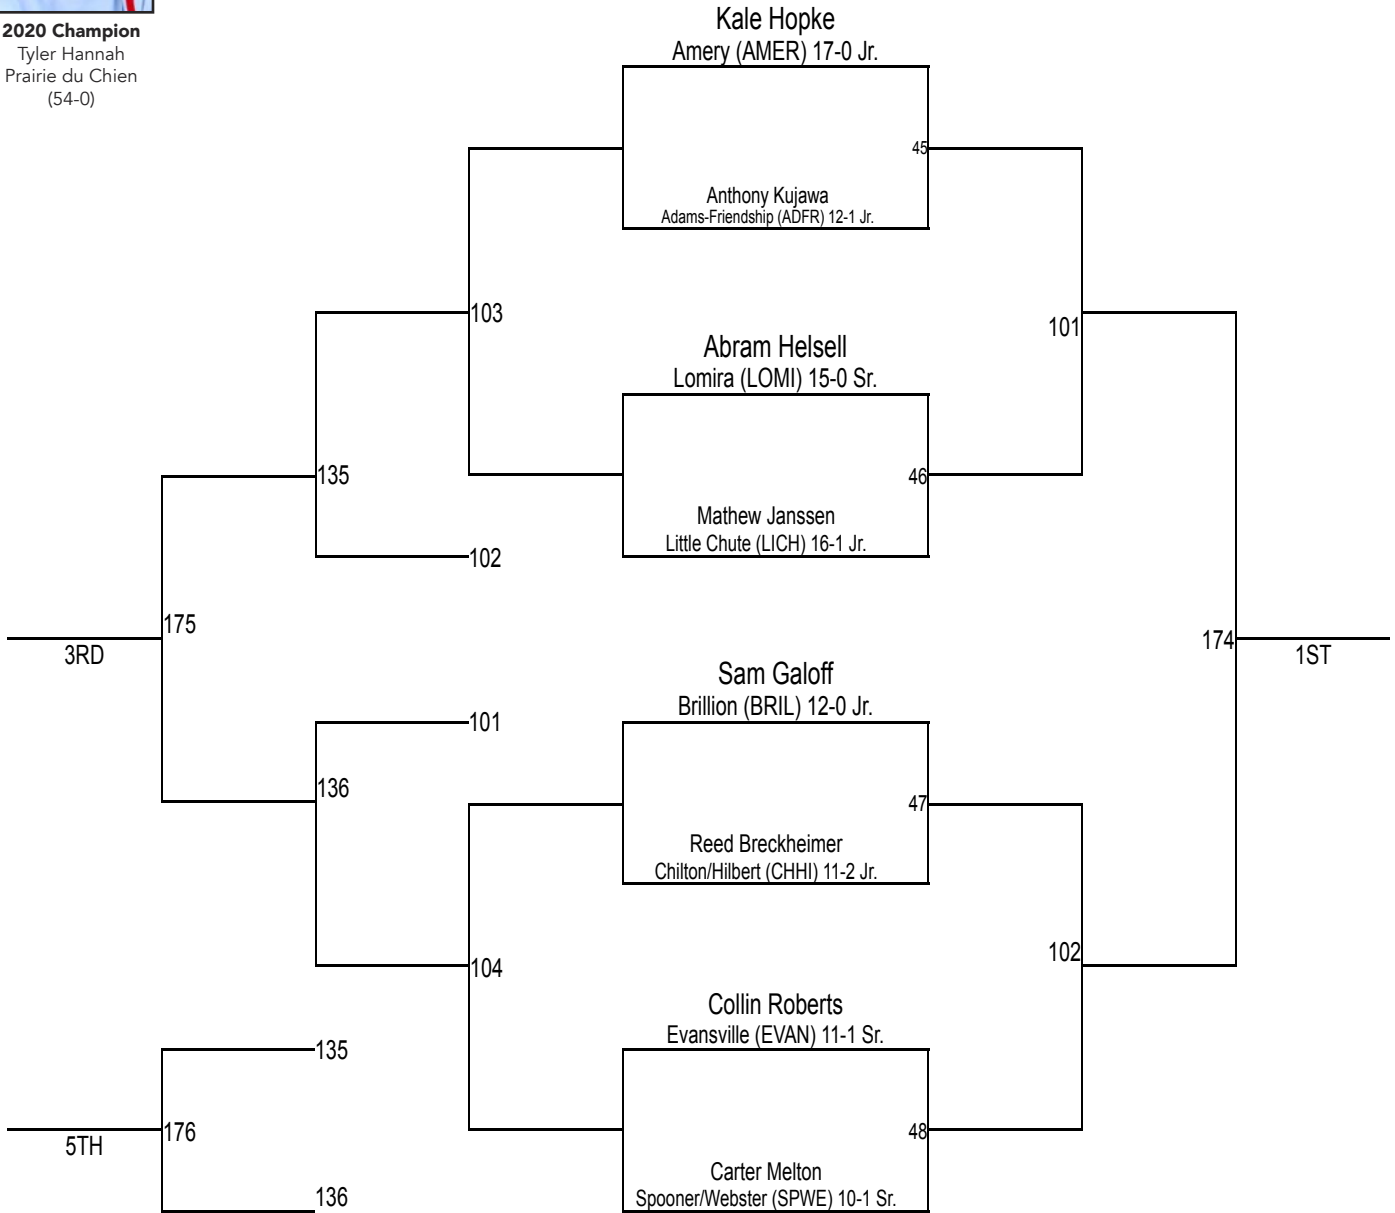 2020 Champion
Tyler Hannah
Prairie du Chien
(54-0)
Kale Hopke
Amery (AMER) 17-0 Jr.
45
Anthony Kujawa
Adams-Friendship (ADFR) 12-1 Jr.
103
101
Abram Helsell
Lomira (LOMI) 15-0 Sr.
135
46
Mathew Janssen
Little Chute (LICH) 16-1 Jr.
102
175
3RD
174
1ST
Sam Galoff
Brillion (BRIL) 12-0 Jr.
101
136
47
Reed Breckheimer
Chilton/Hilbert (CHHI) 11-2 Jr.
104
102
Collin Roberts
Evansville (EVAN) 11-1 Sr.
135
176
5TH
48
Carter Melton
Spooner/Webster (SPWE) 10-1 Sr.
136